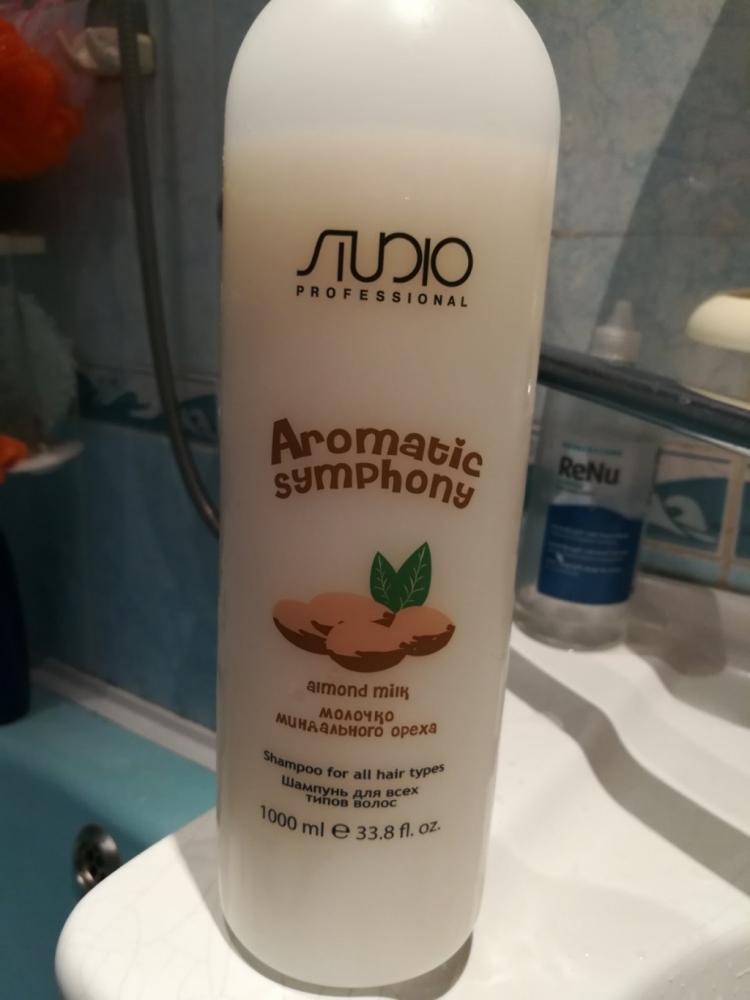 STUDIO
PROFESSIONAL
Aromatic
symphony
almond milk
молочко
миндального ореха
Shampoo for all hair types
Шампунь для всех
типов волос
1000 ml ℮ 33.8 fl. oz.
ReNu